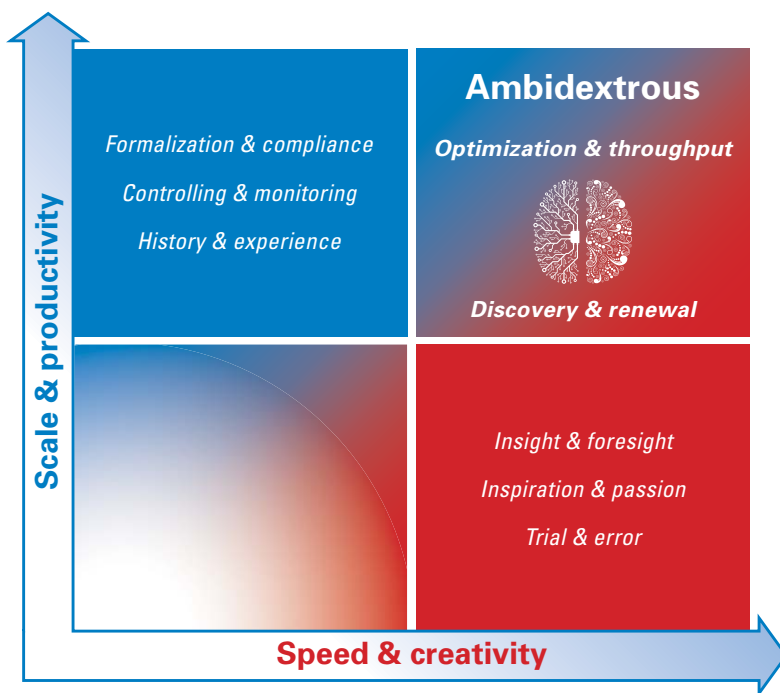 Ambidextrous
Formalization & compliance
Controlling & monitoring
History & experience
Optimization & throughput
Discovery & renewal
Scale & productivity
Insight & foresight
Inspiration & passion
Trial & error
Speed & creativity